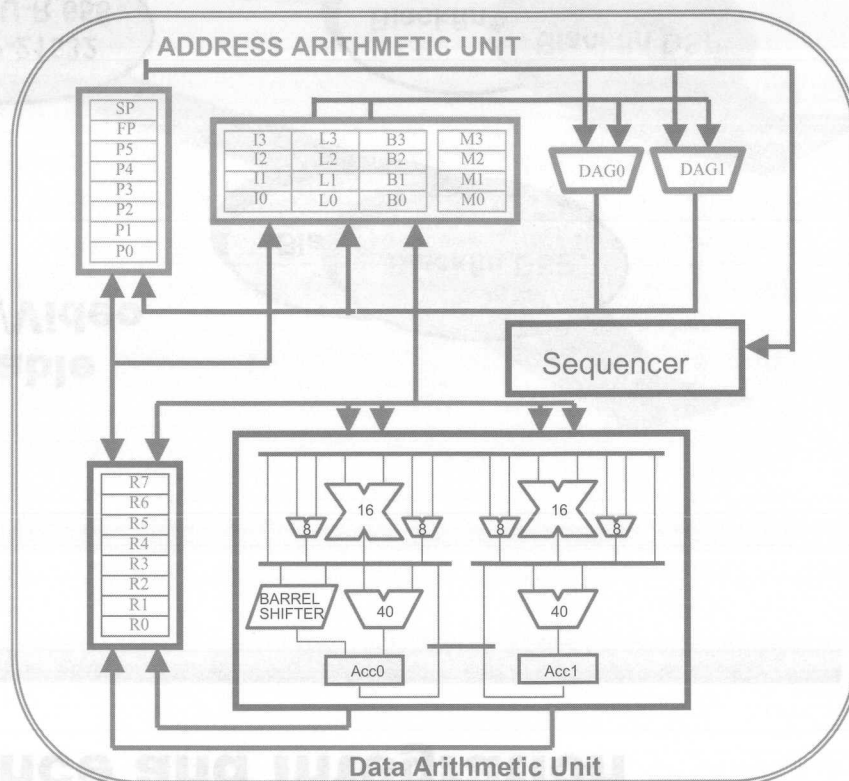 ADDRESS ARITHMETIC UNIT
SP
FP
P5
P4
P3
P2
P1
P0
I3 L3 B3 M3
I2 L2 B2 M2
I1 L1 B1 M1
I0 L0 B0 M0
DAG0 DAG1
Sequencer
R7
R6
R5
R4
R3
R2
R1
R0
8 16 8 8 16 8
BARREL
SHIFTER
40 40
Acc0 Acc1
Data Arithmetic Unit